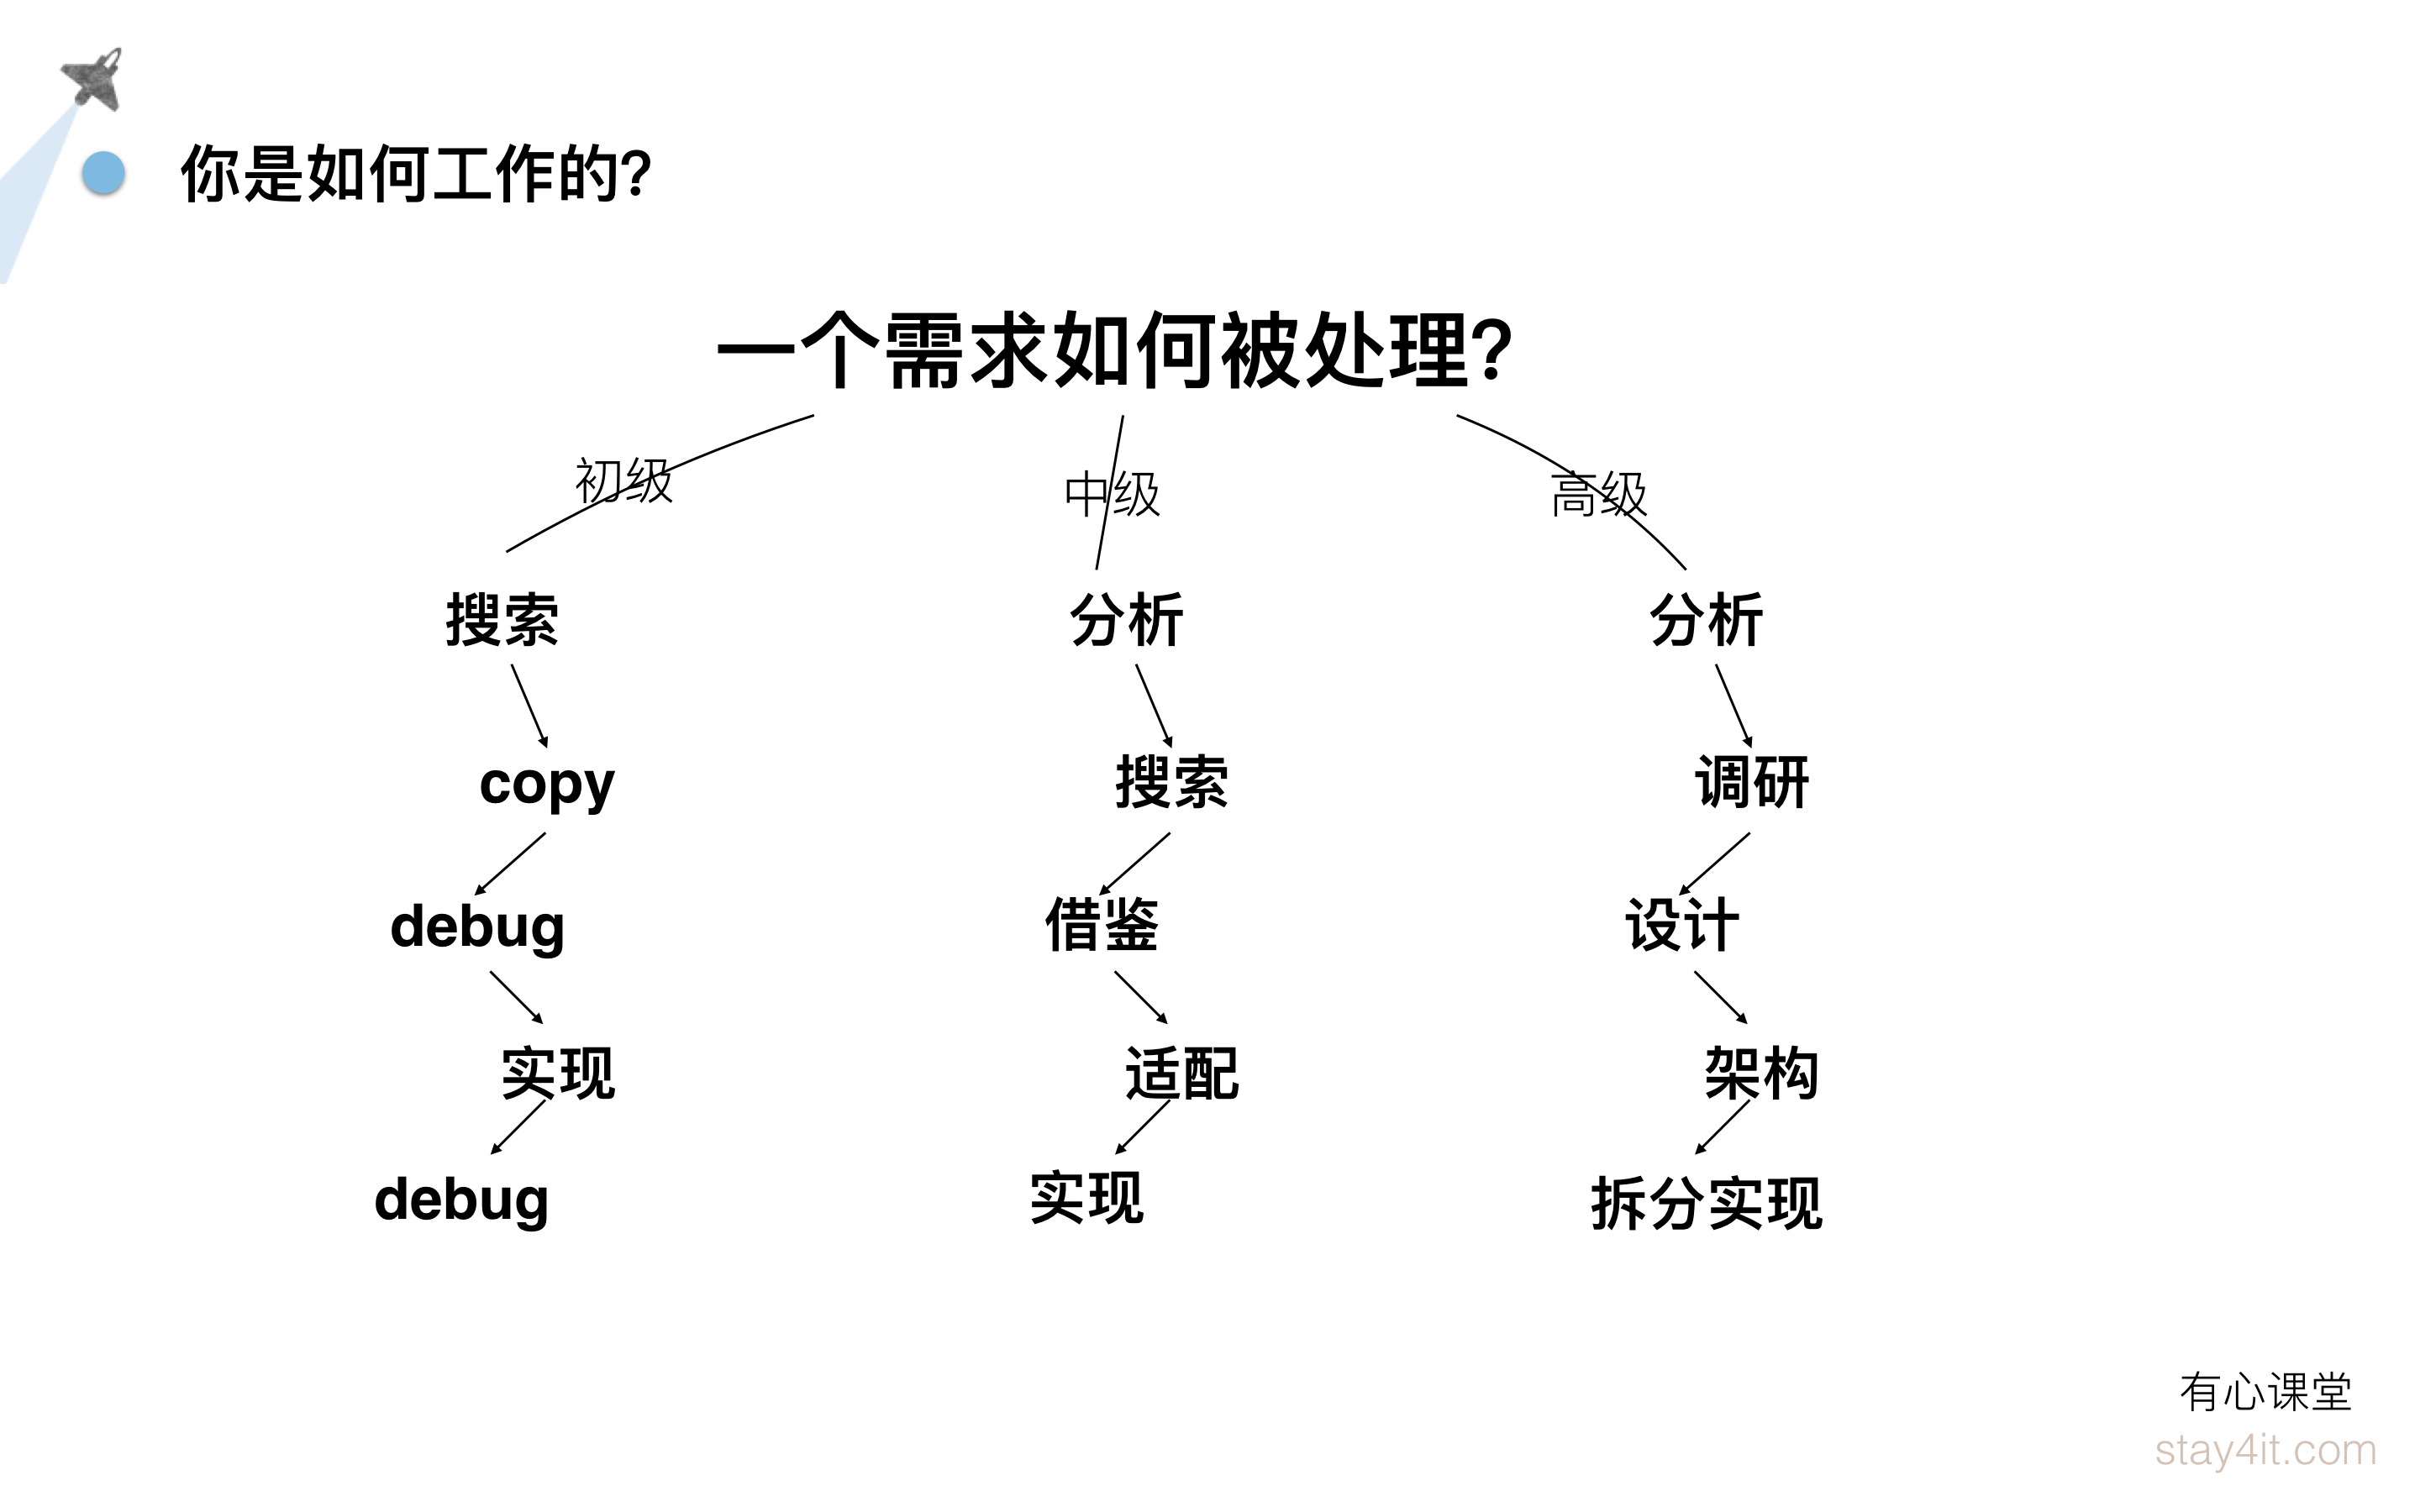 你是如何工作的?
一个需求如何被处理?
初级
中级
高级
搜索
分析
分析
copy
搜索
调研
debug
借鉴
设计
实现
适配
架构
debug
实现
拆分实现
有心课堂
stay4it.com